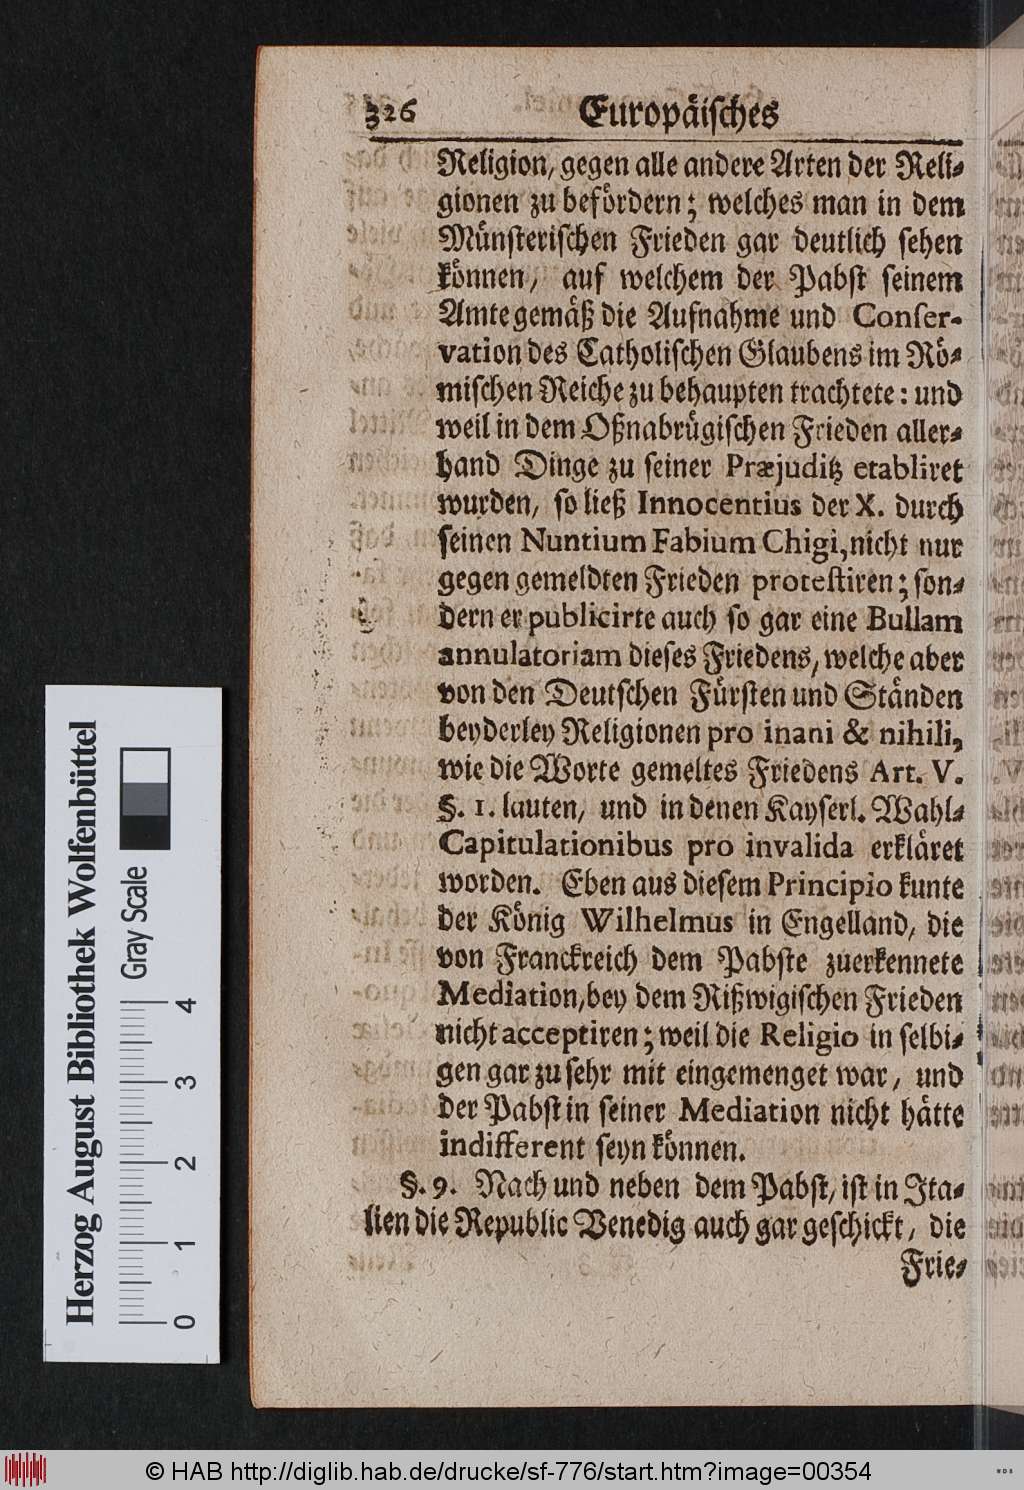 326 Europäisches
Religion, gegen alle andere Arten der Reli-
gionen zu befördern; welches man in dem
Münsterischen Frieden gar deutlich sehen
können, auf welchem der Pabst seinem
Amte gemäß die Aufnahme und Conser-
vation des Catholischen Glaubens im Rö-
mischen Reiche zu behaupten trachtete: und
weil in dem Oßnabrügischen Frieden aller-
hand Dinge zu seiner Præjuditz etabliret
wurden, so ließ Innocentius der X. durch
seinen Nuntium Fabium Chigi, nicht nur
gegen gemeldten Frieden protestiren; son-
dern er publicirte auch so gar eine Bullam
annulatoriam dieses Friedens, welche aber
von den Deutschen Fürsten und Ständen
beyderley Religionen pro inani & nihili,
wie die Worte gemeltes Friedens Art. V.
§. 1. lauten, und in denen Kayserl. Wahl-
Capitulationibus pro invalida erkläret
worden. Eben aus diesem Principio kunte
der König Wilhelmus in Engelland, die
von Franckreich dem Pabste zuerkennete
Mediation, bey dem Rißwigischen Frieden
nicht acceptiren; weil die Religio in selbi-
gen gar zu sehr mit eingemenget war, und
der Pabst in seiner Mediation nicht hätte
indifferent seyn können.
§. 9. Nach und neben dem Pabst, ist in Ita-
lien die Republic Venedig auch gar geschickt, die
Frie-
Herzog August Bibliothek Wolfenbüttel
Gray Scale
0 1 2 3 4
© HAB http://diglib.hab.de/drucke/sf-776/start.htm?image=00354